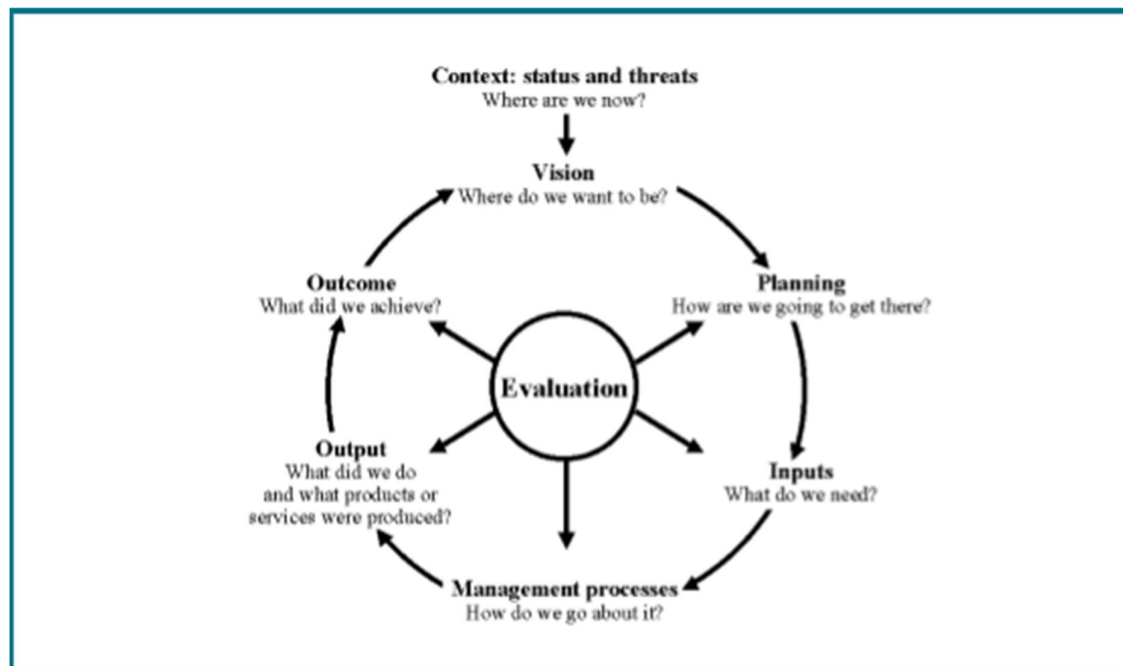 Context: status and threats
Where are we now?
Vision
Where do we want to be?
Planning
How are we going to get there?
Inputs
What do we need?
Management processes
How do we go about it?
Output
What did we do
and what products or
services were produced?
Outcome
What did we achieve?
Evaluation